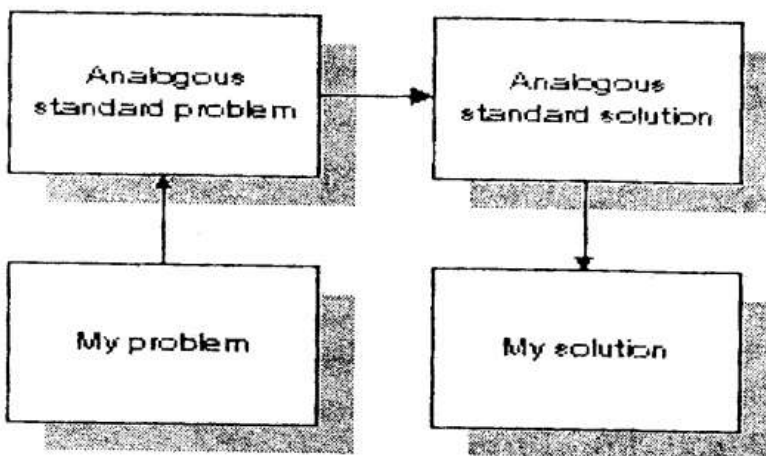 Analogous
standard problem
Analogous
standard solution
My problem
My solution